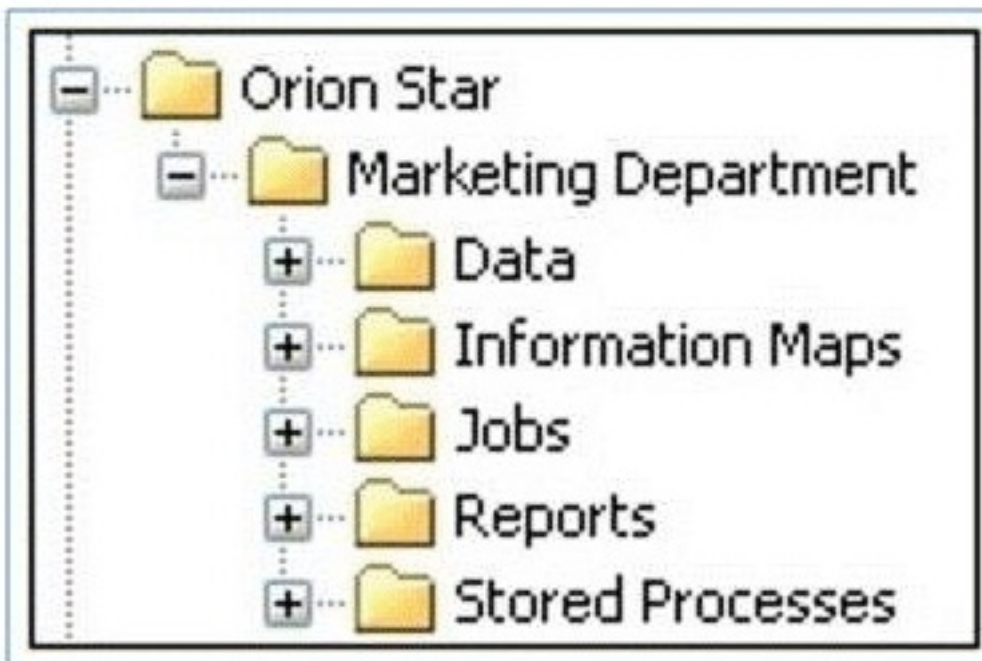 Orion Star
Marketing Department
Data
Information Maps
Jobs
Reports
Stored Processes